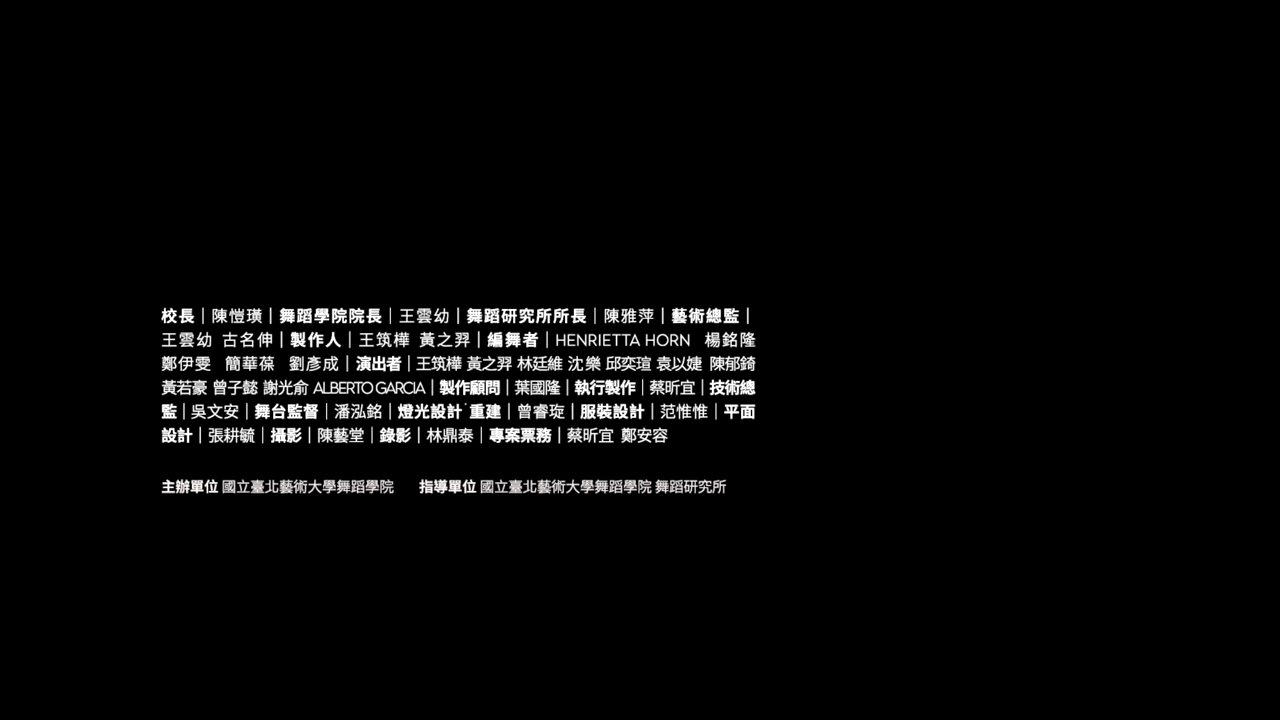 校長｜陳愷璜｜舞蹈學院院長｜王雲幼｜舞蹈研究所所長｜陳雅萍｜藝術總監｜
王雲幼 古名伸｜製作人｜王筑樺 黃之羿｜編舞者｜HENRIETTA HORN 楊銘隆
鄭伊雯 簡華葆 劉彥成｜演出者｜王筑樺 黃之羿 林廷維 沈樂 邱奕瑄 袁以婕 陳郁錡
黃若豪 曾子懿 謝光俞 ALBERTO GARCIA｜製作顧問｜葉國隆｜執行製作｜蔡昕宜｜技術總
監｜吳文安｜舞台監督｜潘泓銘｜燈光設計˙重建｜曾睿琁｜服裝設計｜范惟惟｜平面
設計｜張耕毓｜攝影｜陳藝堂｜錄影｜林鼎泰｜專案票務｜蔡昕宜 鄭安容
主辦單位 國立臺北藝術大學舞蹈學院 指導單位 國立臺北藝術大學舞蹈學院 舞蹈研究所